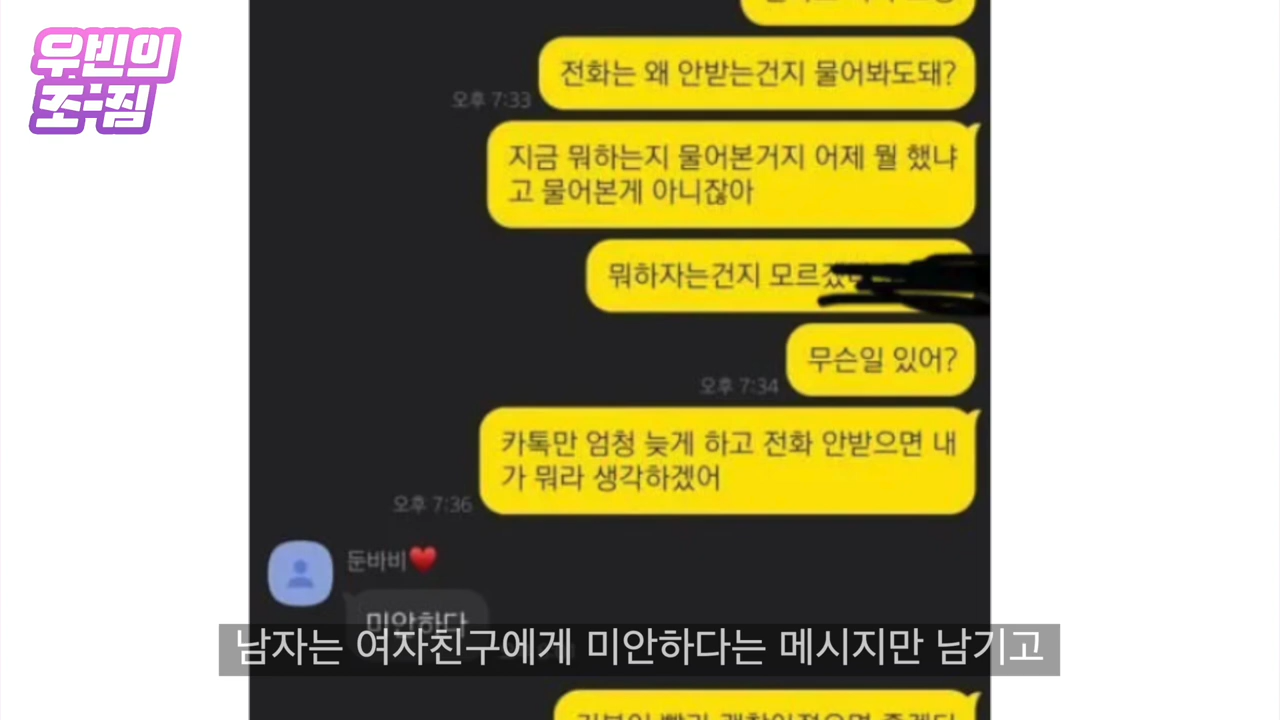 우빈의
조-짐
전화는 왜 안받는건지 물어봐도돼?
오후 7:33
지금 뭐하는지 물어본거지 어제 뭘 했냐
고 물어본게 아니잖아
뭐하자는건지 모르겠
무슨일 있어?
오후 7:34
카톡만 엄청 늦게 하고 전화 안받으면 내
가 뭐라 생각하겠어
오후 7:36
둔바비❤️
미안하다
남자는 여자친구에게 미안하다는 메시지만 남기고